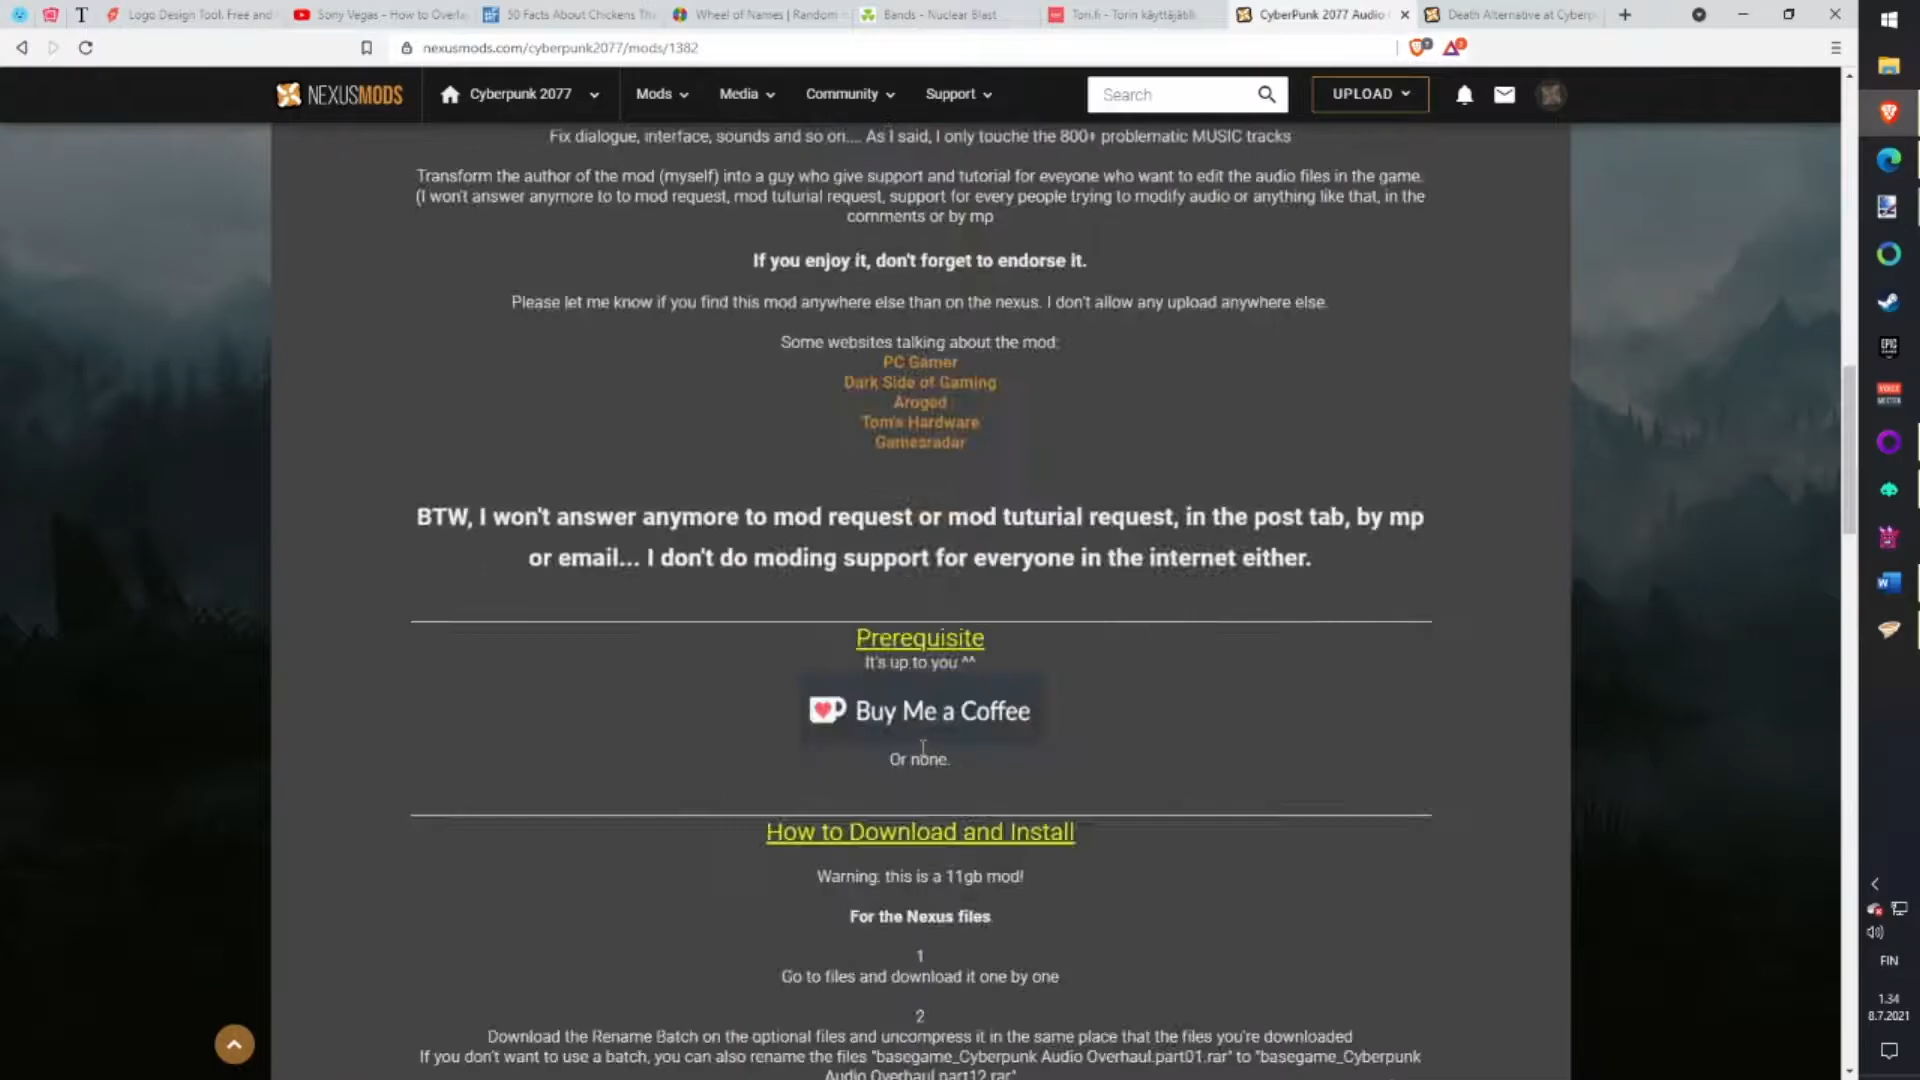 T
Logo Design Tool. Free and
Sony Vegas - How to Overla
50 Facts About Chickens Th
Wheel of Names | Random
Bands - Nuclear Blast
Tori.fi - Torin käyttäjätili
CyberPunk 2077 Audio
Death Alternative at Cyberp
nexusmods.com/cyberpunk2077/mods/1382
NEXUSMODS
Cyberpunk 2077
Mods
Media
Community
Support
Search
UPLOAD
Fix dialogue, interface, sounds and so on.... As I said, I only touche the 800+ problematic MUSIC tracks
Transform the author of the mod (myself) into a guy who give support and tutorial for eveyone who want to edit the audio files in the game.
(I won't answer anymore to to mod request, mod tuturial request, support for every people trying to modify audio or anything like that, in the
comments or by mp
If you enjoy it, don't forget to endorse it.
Please let me know if you find this mod anywhere else than on the nexus. I don't allow any upload anywhere else.
Some websites talking about the mod:
PC Gamer
Dark Side of Gaming
Aroged
Tom's Hardware
Gamesradar
BTW, I won't answer anymore to mod request or mod tuturial request, in the post tab, by mp
or email... I don't do moding support for everyone in the internet either.
Prerequisite
It's up to you ^^
Buy Me a Coffee
Or none.
How to Download and Install
Warning: this is a 11gb mod!
For the Nexus files
1
Go to files and download it one by one
2
Download the Rename Batch on the optional files and uncompress it in the same place that the files you're downloaded
If you don't want to use a batch, you can also rename the files "basegame_Cyberpunk Audio Overhaul.part01.rar" to "basegame_Cyberpunk
Audio Overhaul.part12.rar"
EPIC
VOICE
MEETER
W
FIN
1.34
8.7.2021